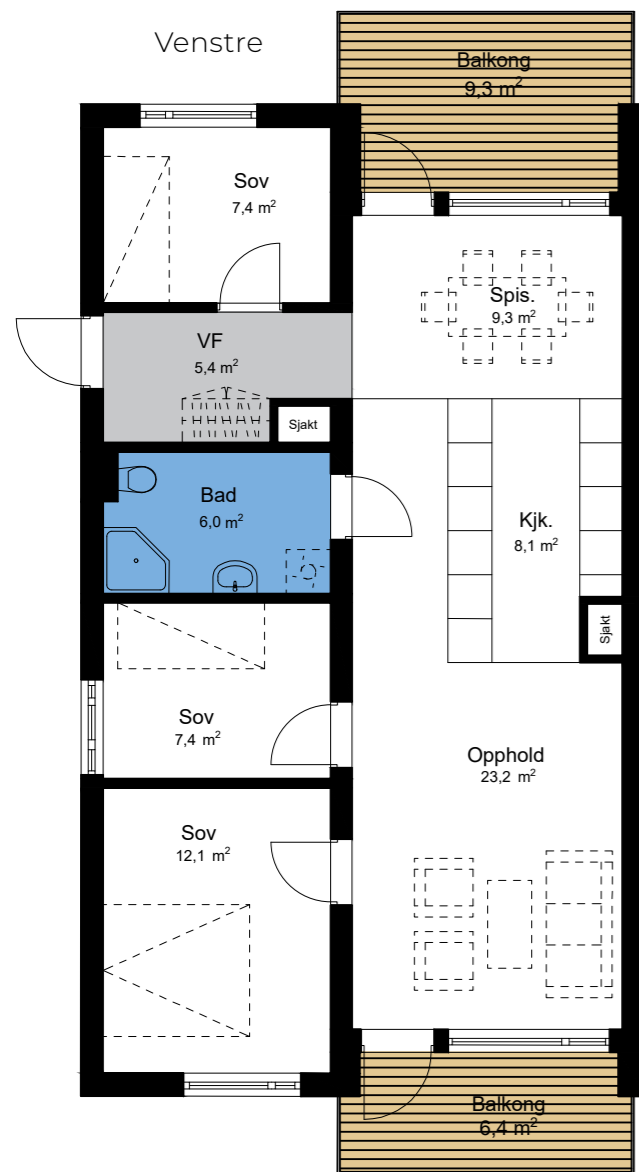 Venstre
Balkong
9,3 m²
Sov
7,4 m²
Spis.
9,3 m²
VF
5,4 m²
Sjakt
Bad
6,0 m²
Kjk.
8,1 m²
Sjakt
Sov
7,4 m²
Opphold
23,2 m²
Sov
12,1 m²
Balkong
6,4 m²